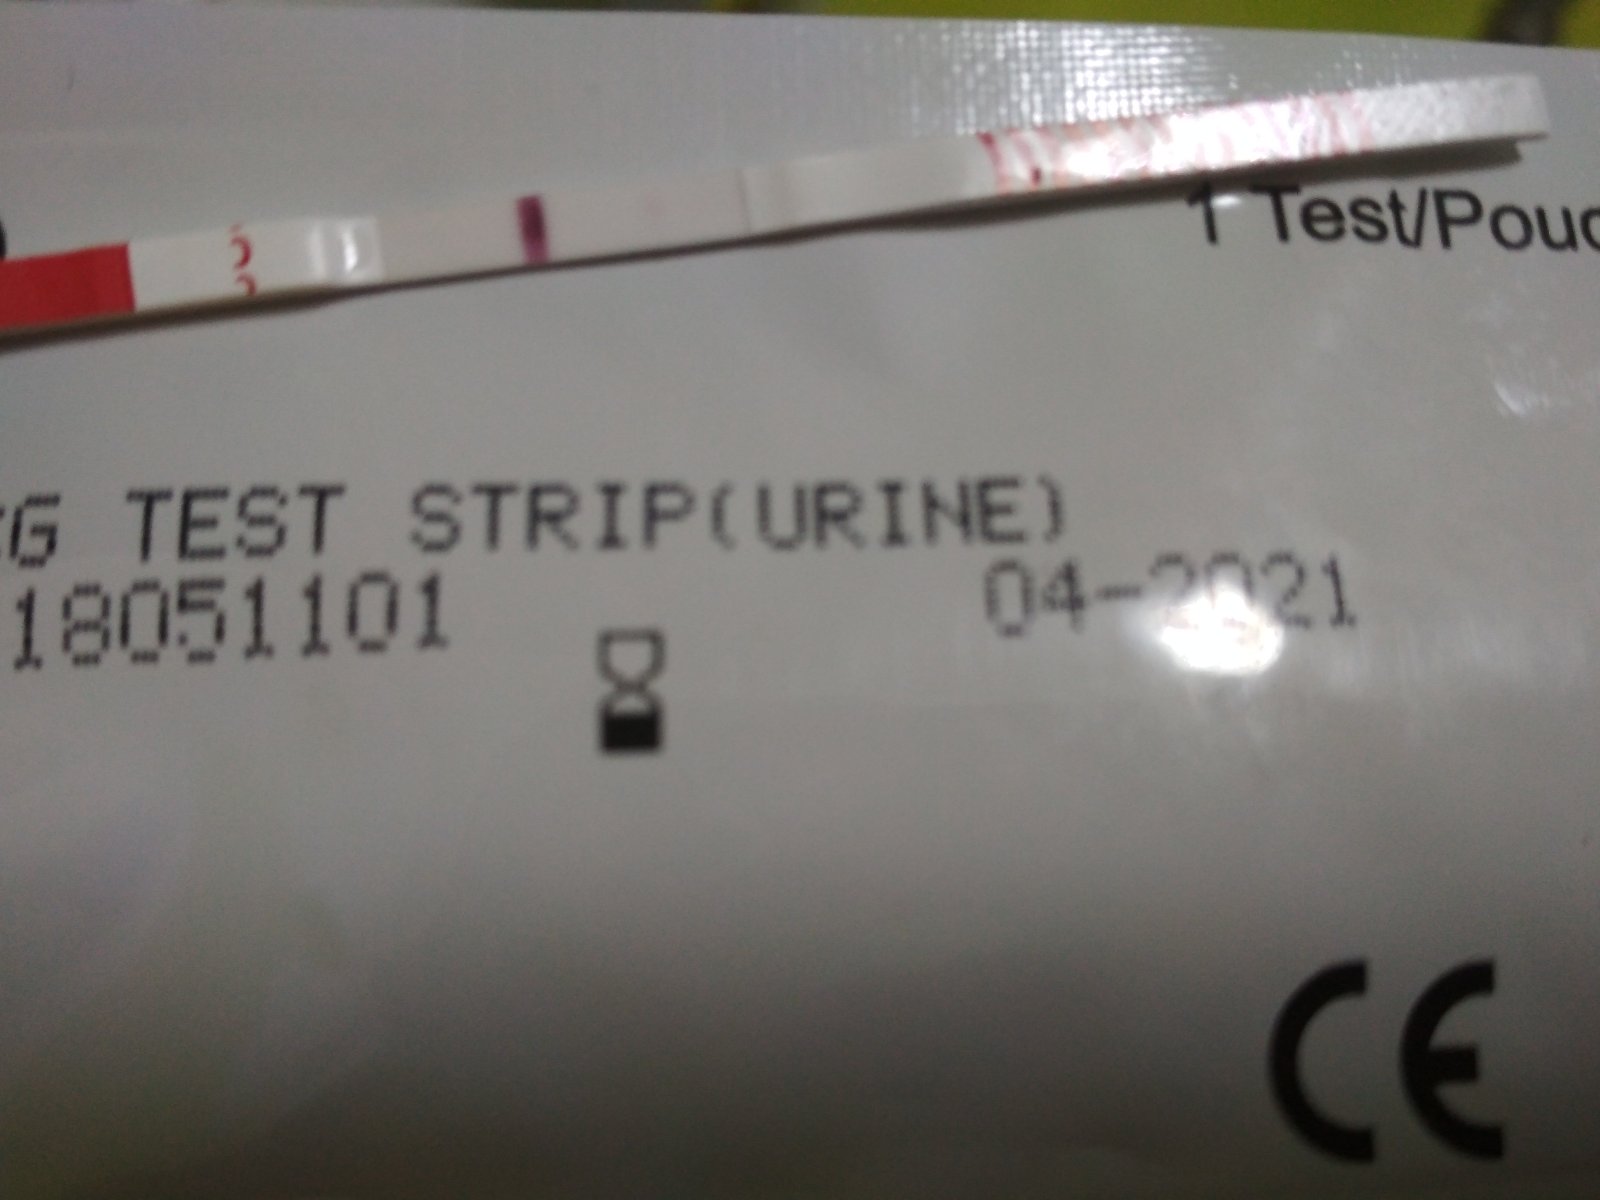 1 Test/Pouc
G TEST STRIP(URINE)
18051101 04-2021
CE